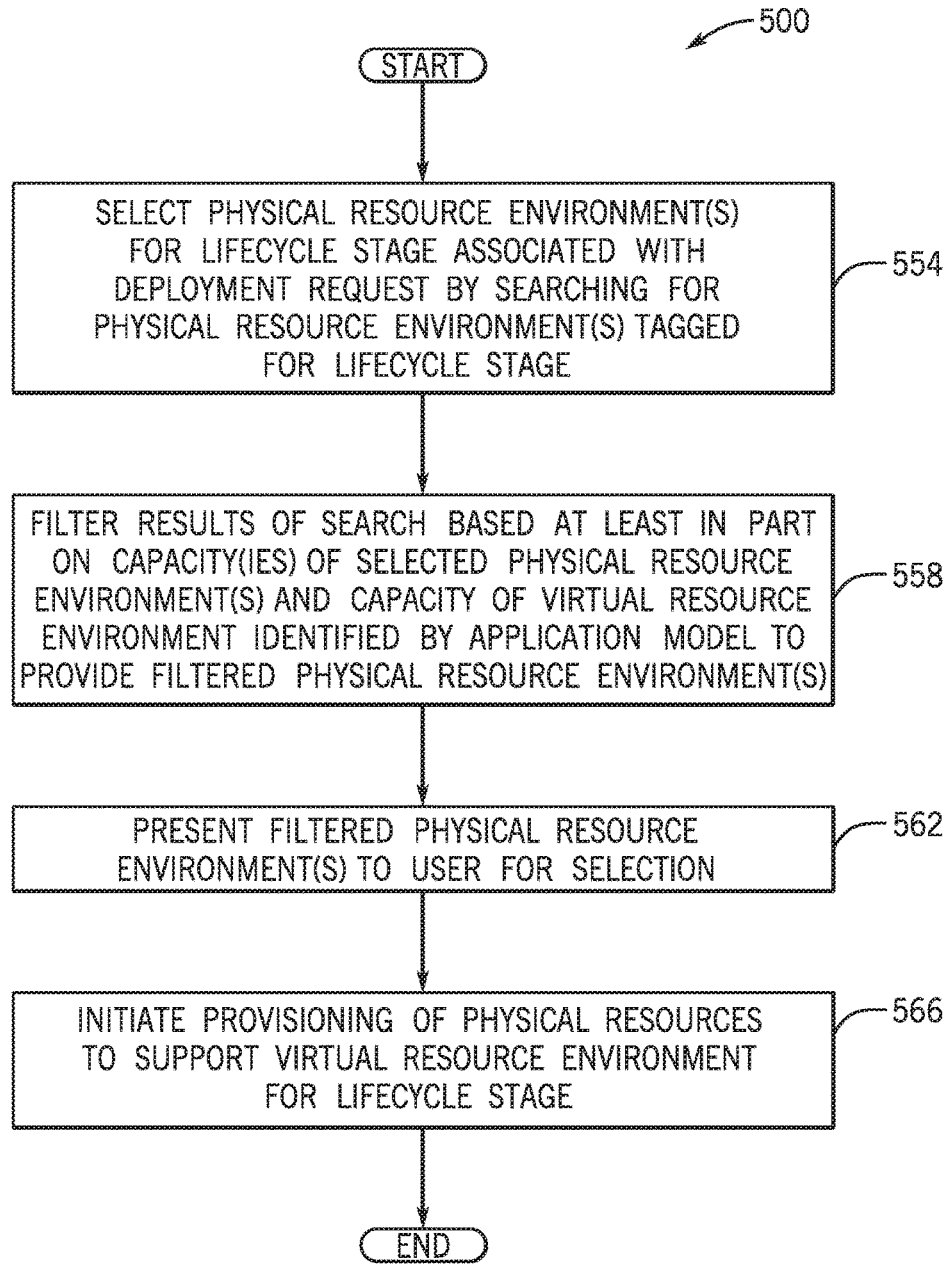 500
START
SELECT PHYSICAL RESOURCE ENVIRONMENT(S)
FOR LIFECYCLE STAGE ASSOCIATED WITH
DEPLOYMENT REQUEST BY SEARCHING FOR
PHYSICAL RESOURCE ENVIRONMENT(S) TAGGED
FOR LIFECYCLE STAGE
554
FILTER RESULTS OF SEARCH BASED AT LEAST IN PART
ON CAPACITY(IES) OF SELECTED PHYSICAL RESOURCE
ENVIRONMENT(S) AND CAPACITY OF VIRTUAL RESOURCE
ENVIRONMENT IDENTIFIED BY APPLICATION MODEL TO
PROVIDE FILTERED PHYSICAL RESOURCE ENVIRONMENT(S)
558
PRESENT FILTERED PHYSICAL RESOURCE
ENVIRONMENT(S) TO USER FOR SELECTION
562
INITIATE PROVISIONING OF PHYSICAL RESOURCES
TO SUPPORT VIRTUAL RESOURCE ENVIRONMENT
FOR LIFECYCLE STAGE
566
END